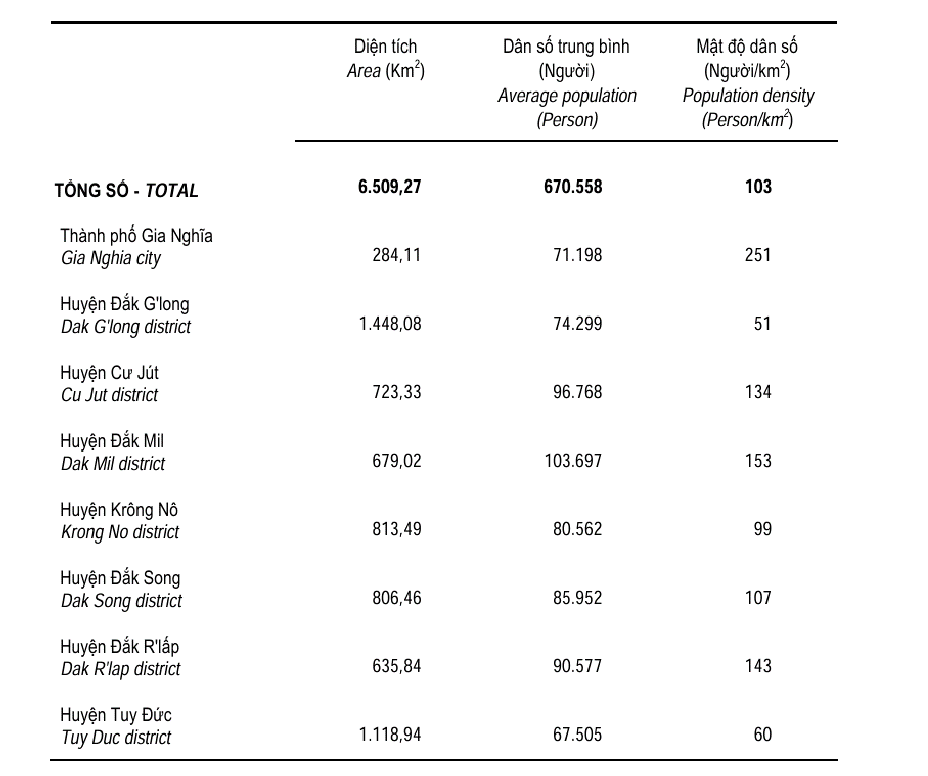 Diện tích Dân số trung bình Mật độ dân số
Area (Km²) (Người) (Người/km²)
Average population Population density
(Person) (Person/km²)
TỔNG SỐ - TOTAL 6.509,27 670.558 103
Thành phố Gia Nghĩa
Gia Nghia city 284,11 71.198 251
Huyện Đắk G'long
Dak G'long district 1.448,08 74.299 51
Huyện Cư Jút
Cu Jut district 723,33 96.768 134
Huyện Đắk Mil
Dak Mil district 679,02 103.697 153
Huyện Krông Nô
Krong No district 813,49 80.562 99
Huyện Đắk Song
Dak Song district 806,46 85.952 107
Huyện Đắk R'lấp
Dak R'lap district 635,84 90.577 143
Huyện Tuy Đức
Tuy Duc district 1.118,94 67.505 60